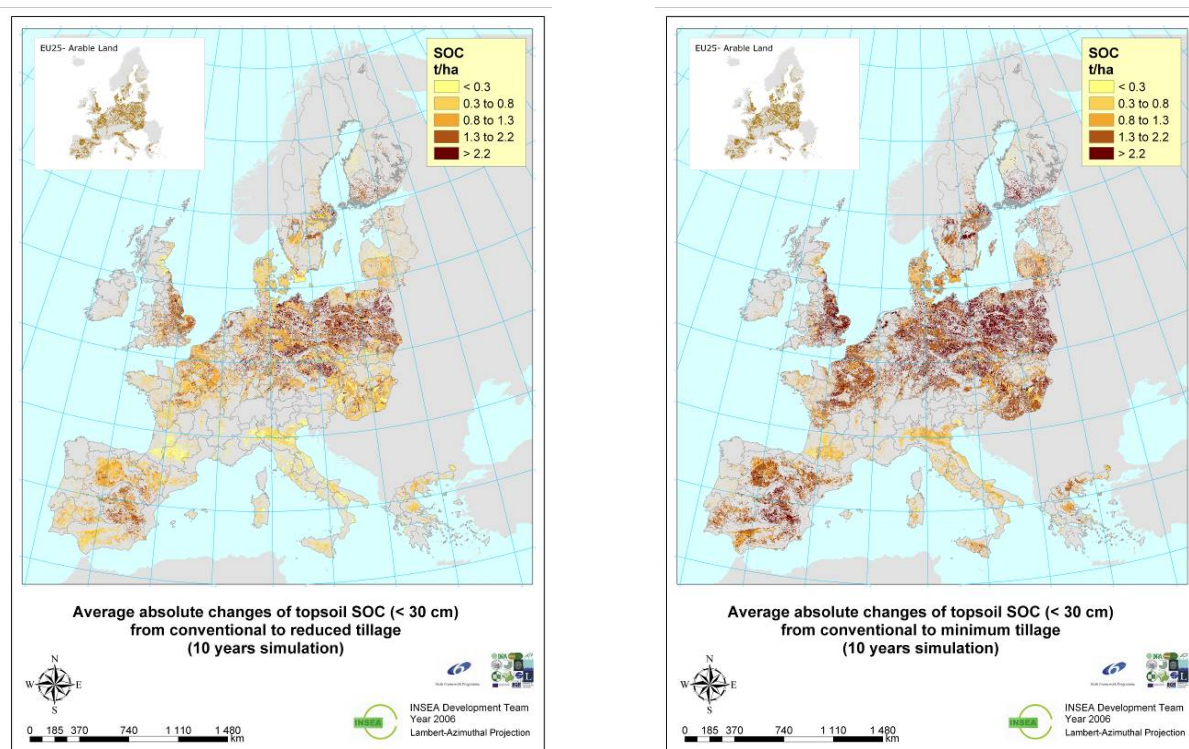 EU25- Arable Land
SOC
t/ha
< 0.3
0.3 to 0.8
0.8 to 1.3
1.3 to 2.2
> 2.2
Average absolute changes of topsoil SOC (< 30 cm)
from conventional to reduced tillage
(10 years simulation)
N
W E
S
0 185 370 740 1 110 1 480
km
INSEA
INSEA Development Team
Year 2006
Lambert-Azimuthal Projection
EU25- Arable Land
SOC
t/ha
< 0.3
0.3 to 0.8
0.8 to 1.3
1.3 to 2.2
> 2.2
Average absolute changes of topsoil SOC (< 30 cm)
from conventional to minimum tillage
(10 years simulation)
N
W E
S
0 185 370 740 1 110 1 480
km
INSEA
INSEA Development Team
Year 2006
Lambert-Azimuthal Projection